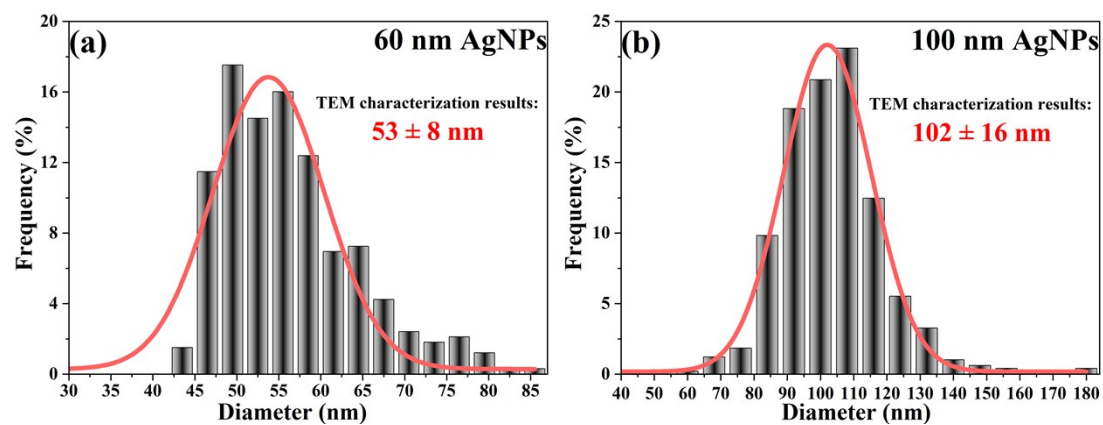 (a)
60 nm AgNPs
TEM characterization results:
53 ± 8 nm
Frequency (%)
20
16
12
8
4
0
30 35 40 45 50 55 60 65 70 75 80 85
Diameter (nm)
(b)
100 nm AgNPs
TEM characterization results:
102 ± 16 nm
Frequency (%)
25
20
15
10
5
0
40 50 60 70 80 90 100 110 120 130 140 150 160 170 180
Diameter (nm)